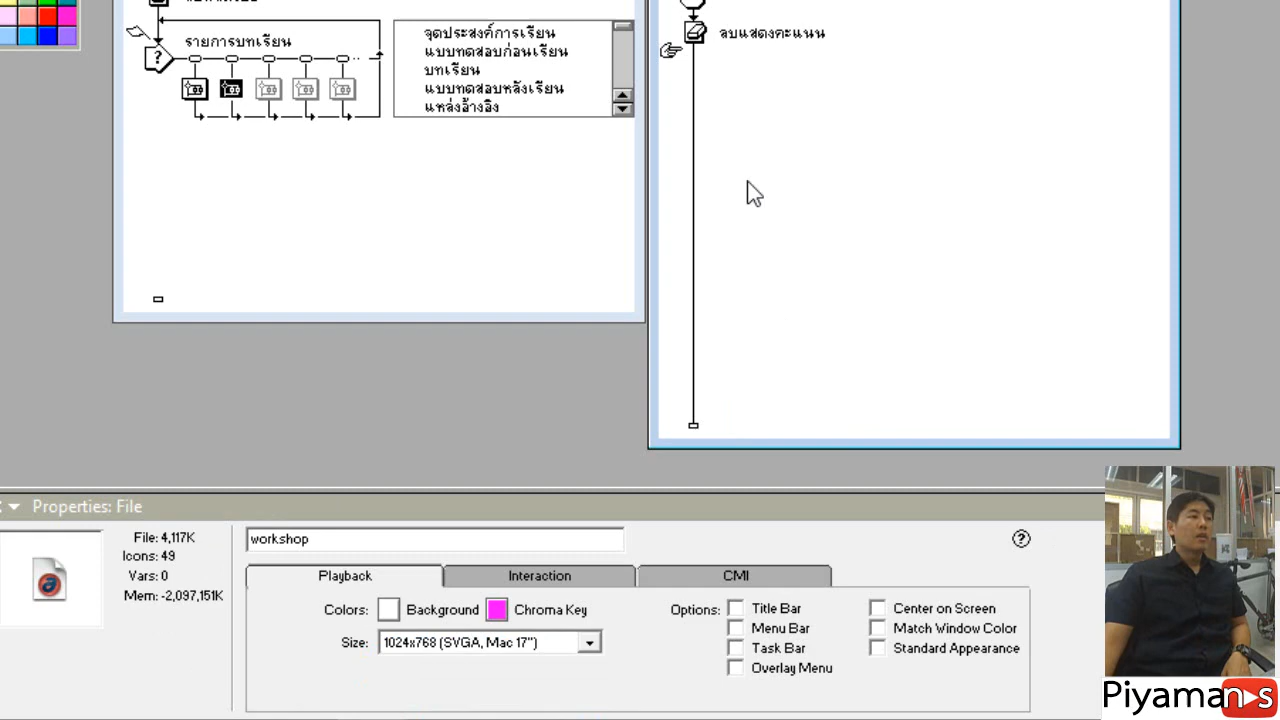 รายการบทเรียน
จุดประสงค์การเรียน
แบบทดสอบก่อนเรียน
บทเรียน
แบบทดสอบหลังเรียน
แหล่งอ้างอิง
ลบแสดงคะแนน
Properties: File
File: 4,117K
Icons: 49
Vars: 0
Mem: -2,097,151K
workshop
Playback
Interaction
CMI
Colors: Background Chroma Key
Size: 1024x768 (SVGA, Mac 17")
Options: Title Bar
Menu Bar
Task Bar
Overlay Menu
Center on Screen
Match Window Color
Standard Appearance
Piyamans